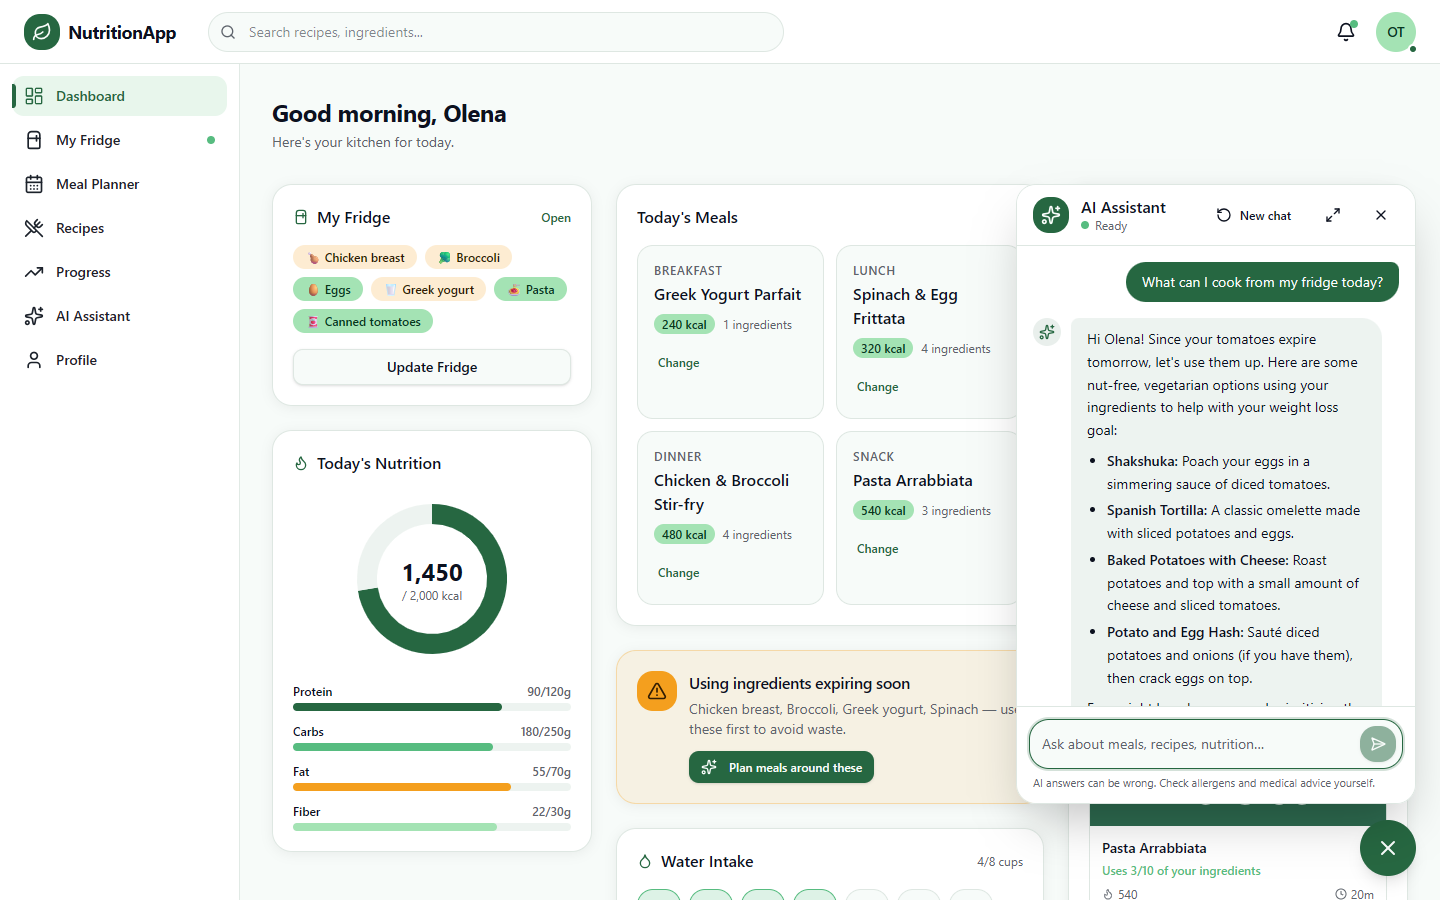 NutritionApp
Search recipes, ingredients...
OT
Dashboard
My Fridge
Meal Planner
Recipes
Progress
AI Assistant
Profile
Good morning, Olena
Here's your kitchen for today.
My Fridge
Open
Chicken breast
Broccoli
Eggs
Greek yogurt
Pasta
Canned tomatoes
Update Fridge
Today's Nutrition
1,450
/ 2,000 kcal
Protein
90/120g
Carbs
180/250g
Fat
55/70g
Fiber
22/30g
Today's Meals
BREAKFAST
Greek Yogurt Parfait
240 kcal
1 ingredients
Change
LUNCH
Spinach & Egg
Frittata
320 kcal
4 ingredients
Change
DINNER
Chicken & Broccoli
Stir-fry
480 kcal
4 ingredients
Change
SNACK
Pasta Arrabbiata
540 kcal
3 ingredients
Change
Using ingredients expiring soon
Chicken breast, Broccoli, Greek yogurt, Spinach — use
these first to avoid waste.
Plan meals around these
Water Intake
4/8 cups
AI Assistant
Ready
New chat
What can I cook from my fridge today?
Hi Olena! Since your tomatoes expire
tomorrow, let's use them up. Here are some
nut-free, vegetarian options using your
ingredients to help with your weight loss
goal:
Shakshuka: Poach your eggs in a
simmering sauce of diced tomatoes.
Spanish Tortilla: A classic omelette made
with sliced potatoes and eggs.
Baked Potatoes with Cheese: Roast
potatoes and top with a small amount of
cheese and sliced tomatoes.
Potato and Egg Hash: Sauté diced
potatoes and onions (if you have them),
then crack eggs on top.
Ask about meals, recipes, nutrition...
AI answers can be wrong. Check allergens and medical advice yourself.
Pasta Arrabbiata
Uses 3/10 of your ingredients
540
20m